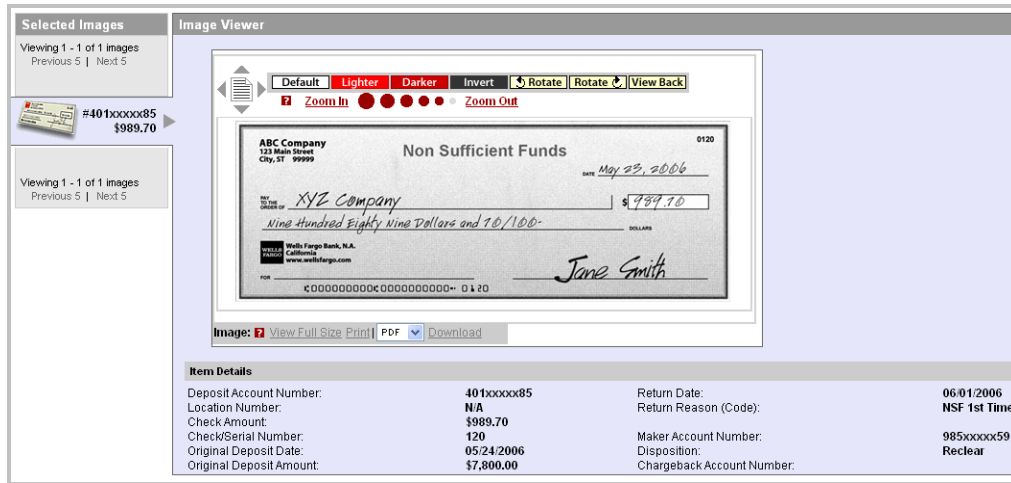 Selected Images
Viewing 1 - 1 of 1 images
Previous 5 | Next 5
#401xxxxx85
$989.70
Viewing 1 - 1 of 1 images
Previous 5 | Next 5
Image Viewer
Default Lighter Darker Invert Rotate Rotate View Back
? Zoom In Zoom Out
ABC Company
123 Main Street
City, ST 99999
Non Sufficient Funds
0120
DATE May 23, 2006
PAY
TO THE
ORDER OF XYZ Company $ 989.70
Nine Hundred Eighty Nine Dollars and 70/100- DOLLARS
WELLS
FARGO
Wells Fargo Bank, N.A.
California
www.wellsfargo.com
FOR
Jane Smith
⑆000000000⑆0000000000⑈ 0120
Image: ? View Full Size Print | PDF Download
Item Details
Deposit Account Number: 401xxxxx85 Return Date: 06/01/2006
Location Number: N/A Return Reason (Code): NSF 1st Time
Check Amount: $989.70
Check/Serial Number: 120 Maker Account Number: 985xxxxx59
Original Deposit Date: 05/24/2006 Disposition: Reclear
Original Deposit Amount: $7,800.00 Chargeback Account Number: